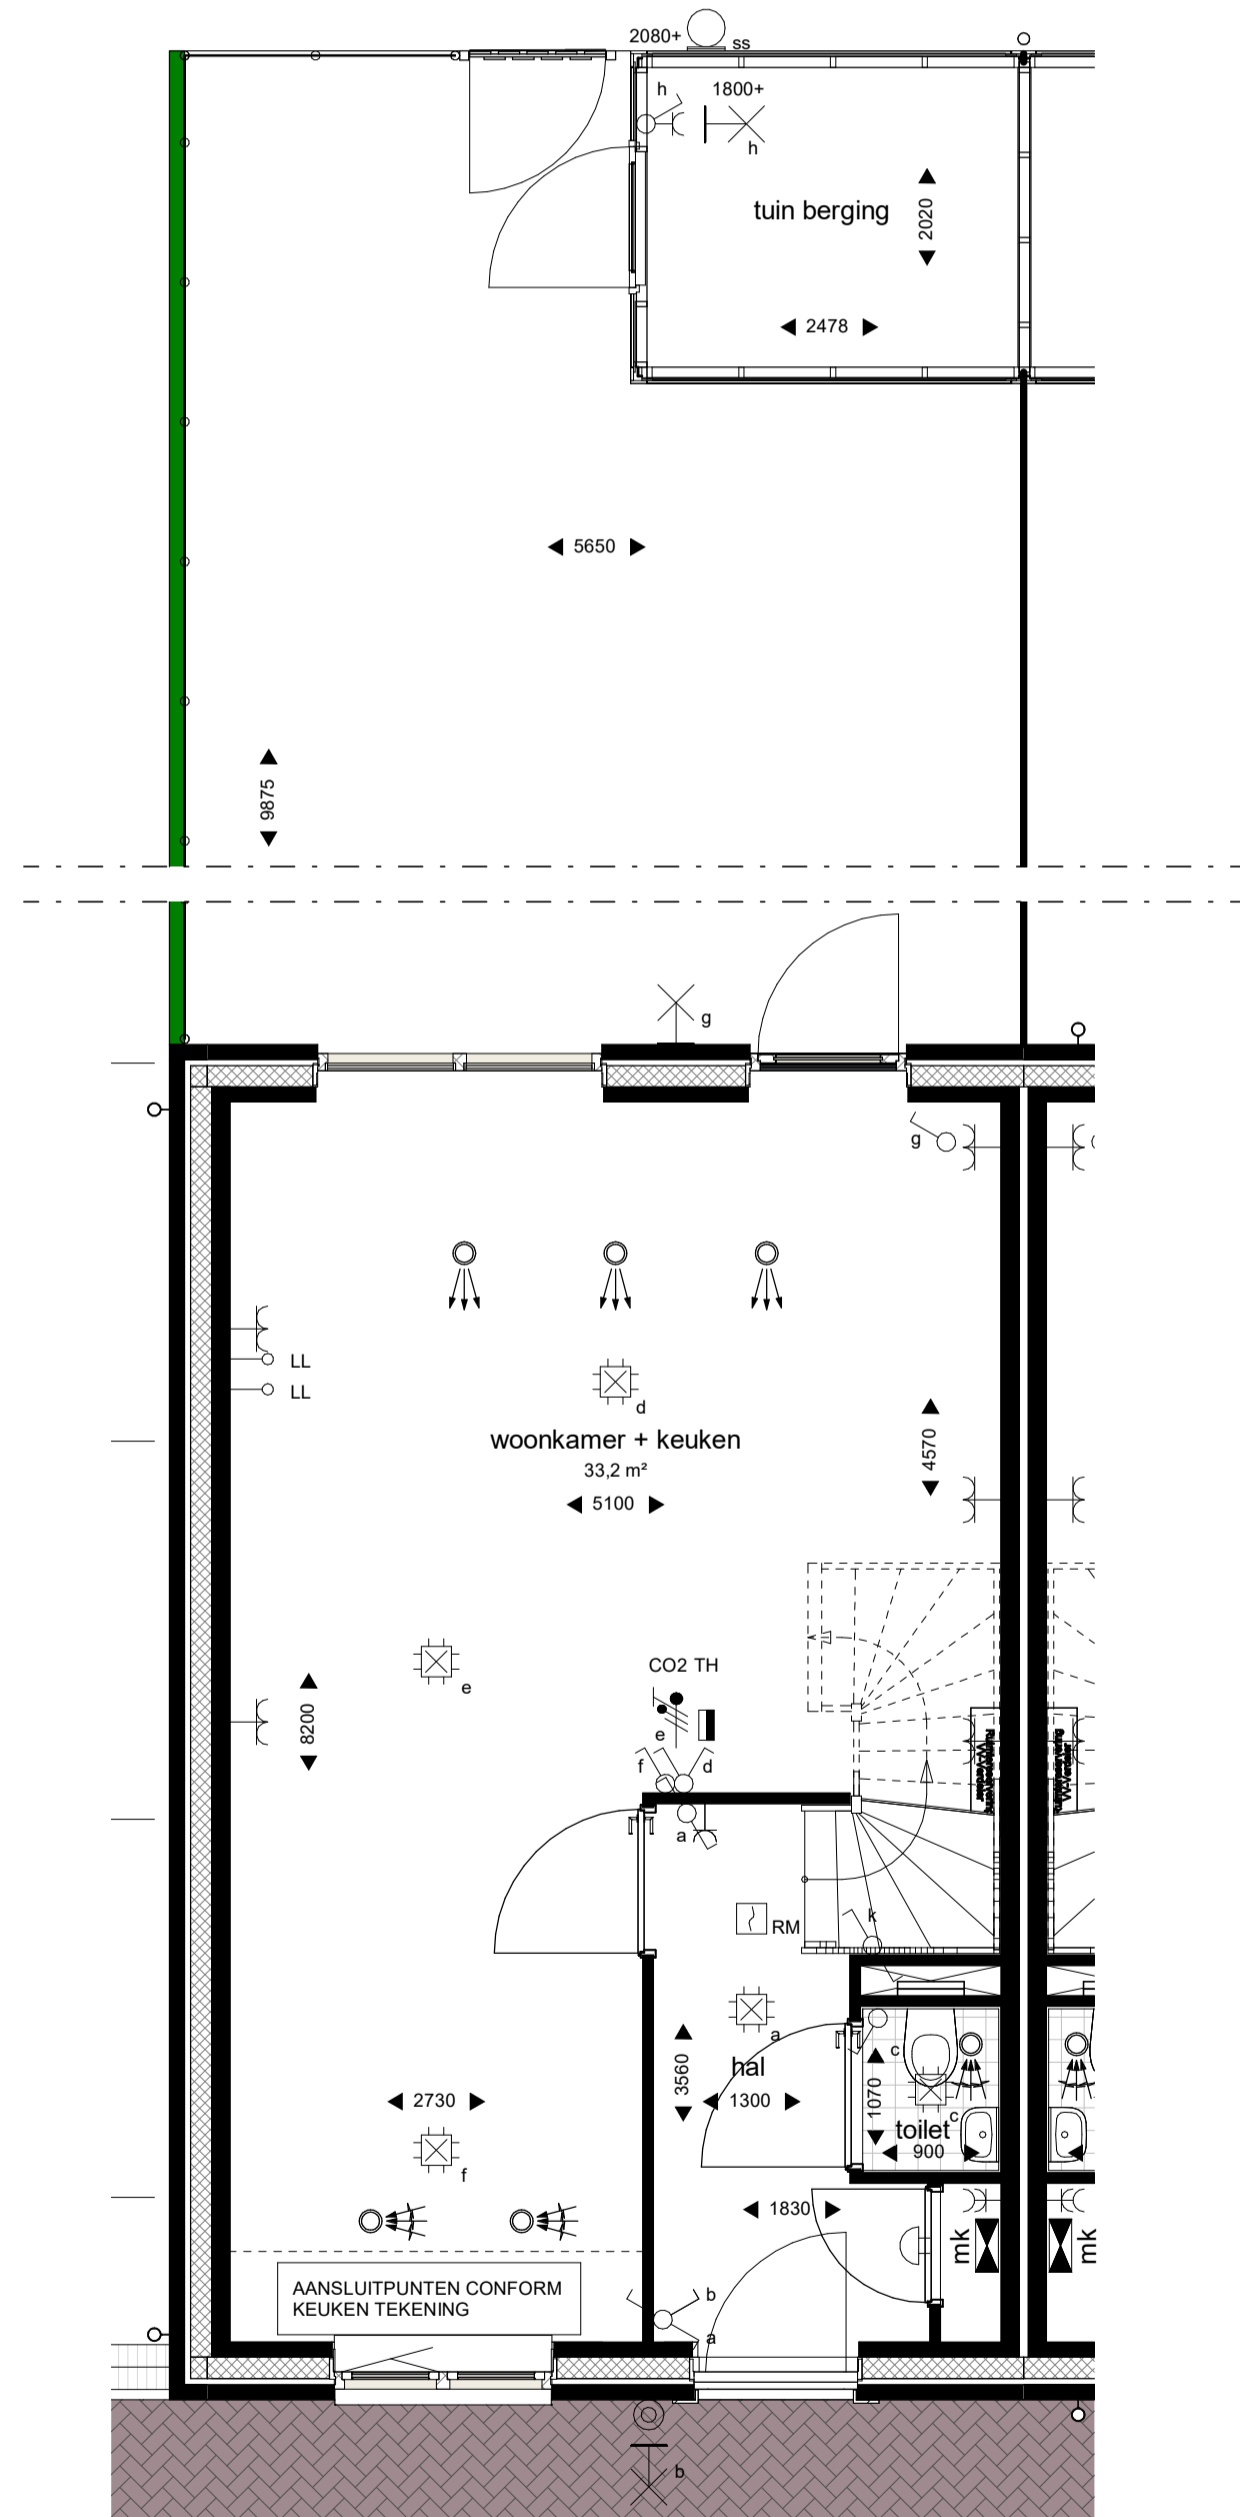 2080+
ss
h
1800+
h
tuin berging
2020
2478
5650
9875
g
g
LL
LL
d
woonkamer + keuken
33,2 m²
5100
4570
e
CO2 TH
8200
e
f
d
a
k
RM
a
c
hal
3560
1300
1070
2730
toilet
c
900
f
1830
mk
mk
AANSLUITPUNTEN CONFORM
KEUKEN TEKENING
b
a
b